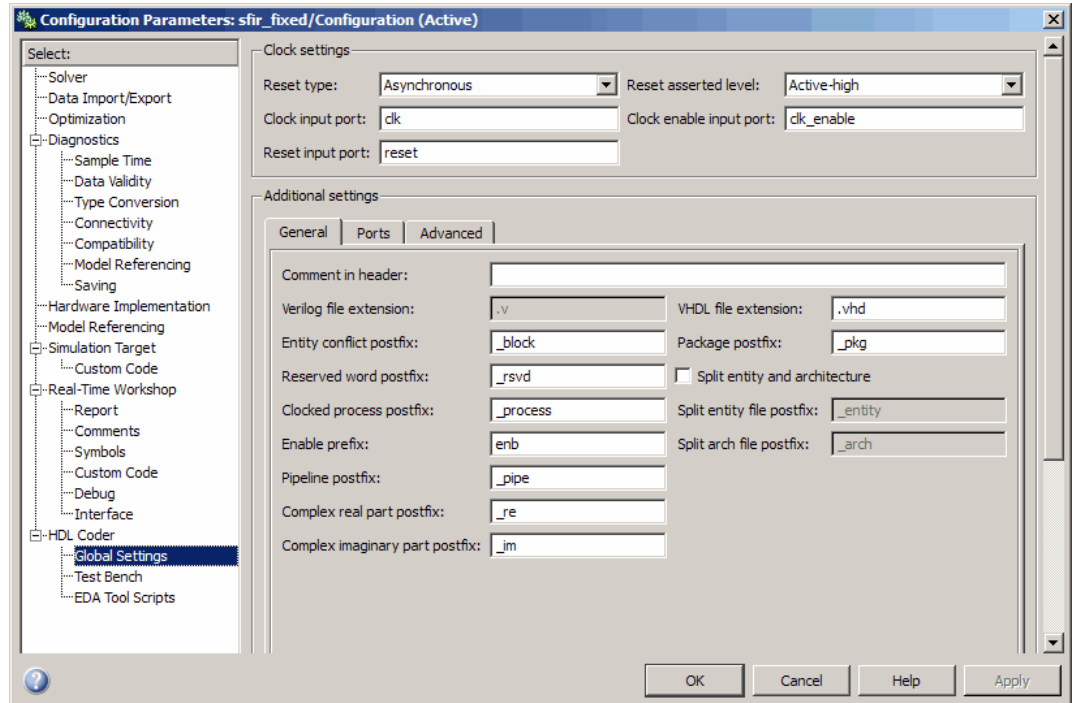 Configuration Parameters: sfir_fixed/Configuration (Active)
Select:
Solver
Data Import/Export
Optimization
Diagnostics
Sample Time
Data Validity
Type Conversion
Connectivity
Compatibility
Model Referencing
Saving
Hardware Implementation
Model Referencing
Simulation Target
Custom Code
Real-Time Workshop
Report
Comments
Symbols
Custom Code
Debug
Interface
HDL Coder
Global Settings
Test Bench
EDA Tool Scripts
Clock settings
Reset type: Asynchronous Reset asserted level: Active-high
Clock input port: clk Clock enable input port: clk_enable
Reset input port: reset
Additional settings
General Ports Advanced
Comment in header:
Verilog file extension: .v VHDL file extension: .vhd
Entity conflict postfix: _block Package postfix: _pkg
Reserved word postfix: _rsvd Split entity and architecture
Clocked process postfix: _process Split entity file postfix: _entity
Enable prefix: enb Split arch file postfix: _arch
Pipeline postfix: _pipe
Complex real part postfix: _re
Complex imaginary part postfix: _im
? OK Cancel Help Apply